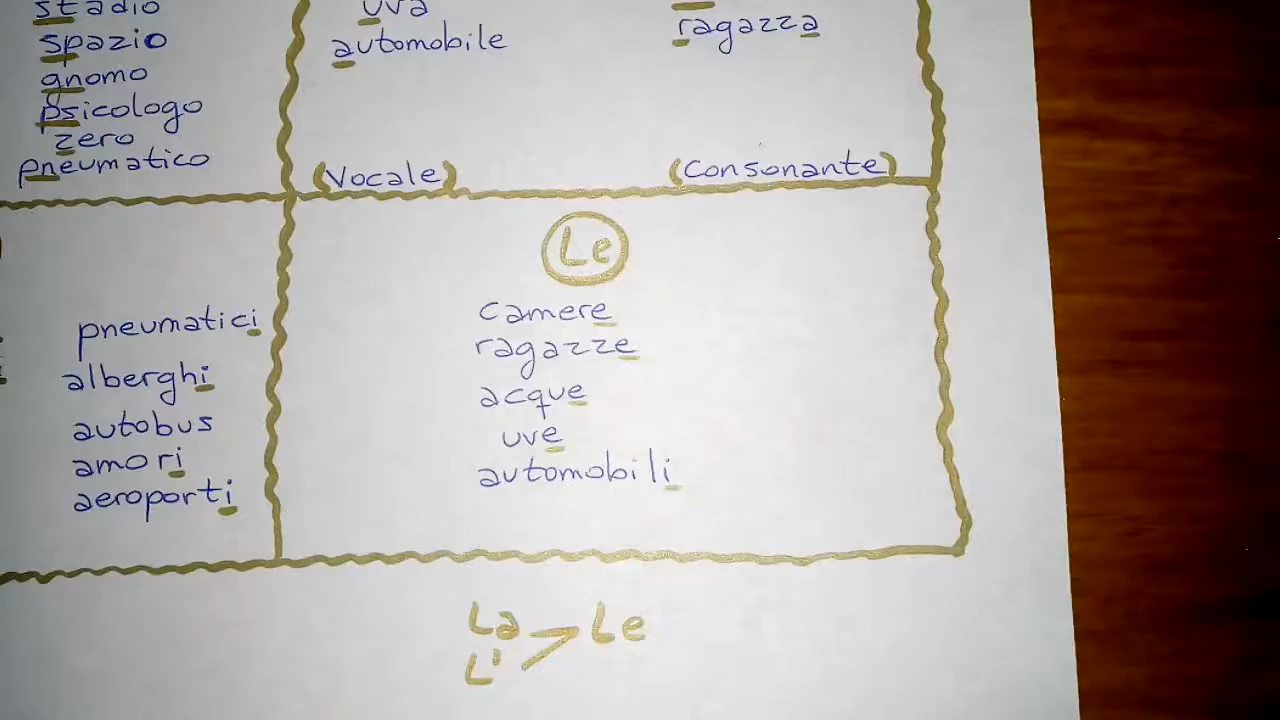 stadio
spazio
gnomo
psicologo
zero
pneumatico
uva
automobile
(Vocale)
ragazza
(Consonante)
pneumatici
alberghi
autobus
amori
aeroporti
Le
camere
ragazze
acque
uve
automobili
La > Le
L'